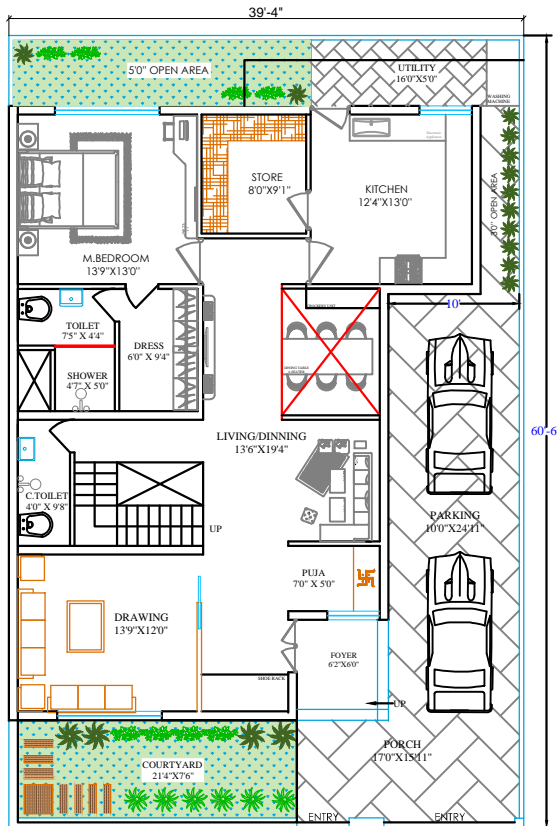 39'-4"
5'0" OPEN AREA
UTILITY
16'0"X5'0"
WASHING
MACHINE
STORE
8'0"X9'1"
KITCHEN
12'4"X13'0"
3'0" OPEN AREA
M.BEDROOM
13'9"X13'0"
10'
TOILET
7'5" X 4'4"
DRESS
6'0" X 9'4"
SHOWER
4'7" X 5'0"
CROCKERY UNIT
DINING TABLE
60'-6
LIVING/DINNING
13'6"X19'4"
C.TOILET
4'0" X 9'8"
UP
PARKING
10'0"X24'11"
PUJA
7'0" X 5'0"
DRAWING
13'9"X12'0"
FOYER
6'2"X6'0"
SHOE RACK
UP
PORCH
17'0"X15'11"
COURTYARD
21'4"X7'6"
ENTRY
ENTRY